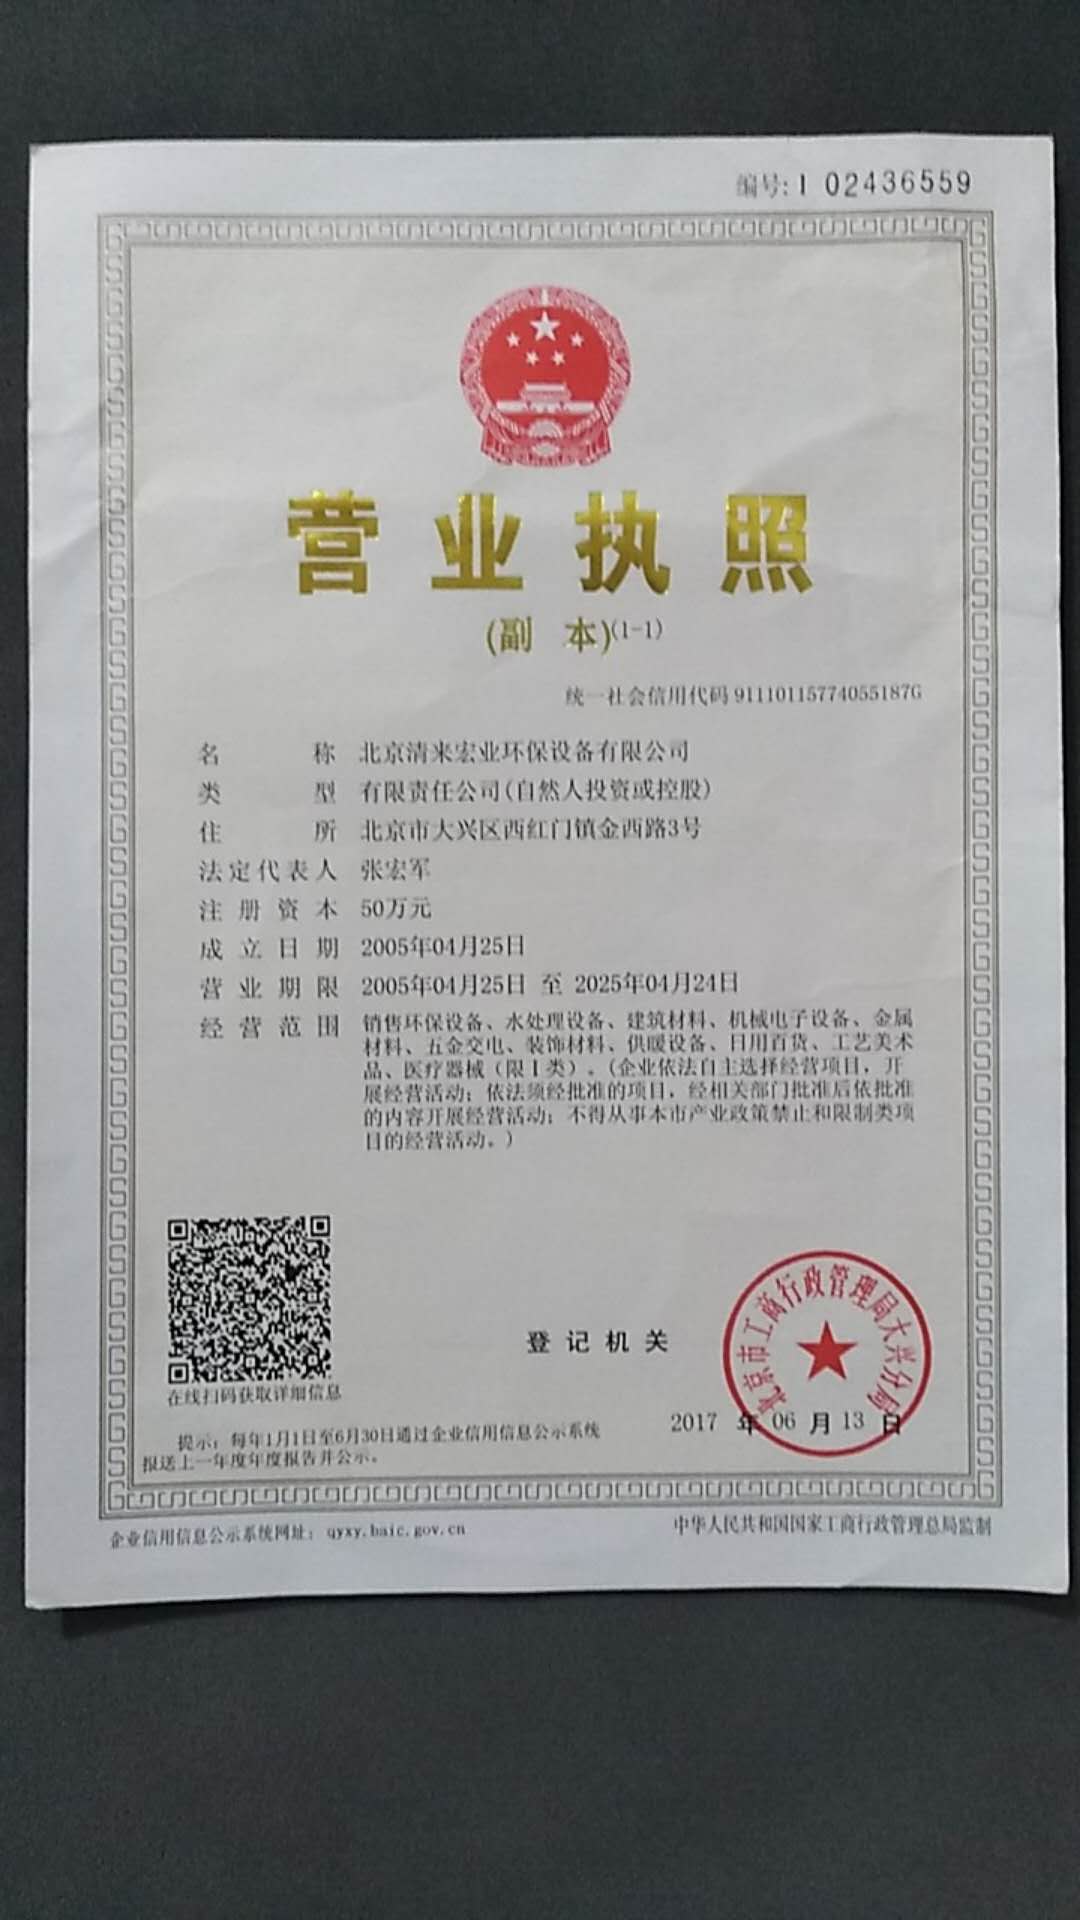 编号: I 02436559
营业执照
(副 本)(1-1)
统一社会信用代码 91110115774055187G
名 称 北京清来宏业环保设备有限公司
类 型 有限责任公司(自然人投资或控股)
住 所 北京市大兴区西红门镇金西路3号
法定代表人 张宏军
注册资本 50万元
成立日期 2005年04月25日
营业期限 2005年04月25日 至 2025年04月24日
经营范围 销售环保设备、水处理设备、建筑材料、机械电子设备、金属
材料、五金交电、装饰材料、供暖设备、日用百货、工艺美术
品、医疗器械（限Ⅰ类）。(企业依法自主选择经营项目，开
展经营活动；依法须经批准的项目，经相关部门批准后依批准
的内容开展经营活动；不得从事本市产业政策禁止和限制类项
目的经营活动。)
在线扫码获取详细信息
登记机关
北京市工商行政管理局大兴分局
2017 年 06 月 13 日
提示：每年1月1日至6月30日通过企业信用信息公示系统
报送上一年度年度报告并公示。
企业信用信息公示系统网址： qyxy.baic.gov.cn
中华人民共和国国家工商行政管理总局监制